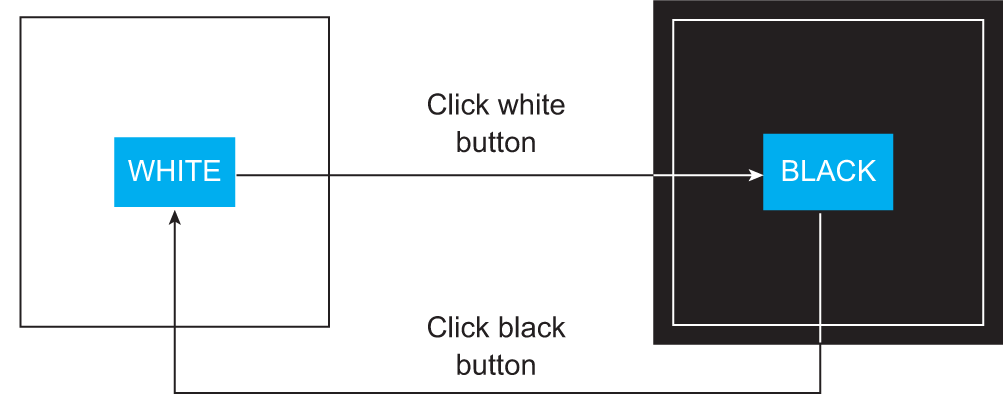 Click white
button
WHITE
BLACK
Click black
button